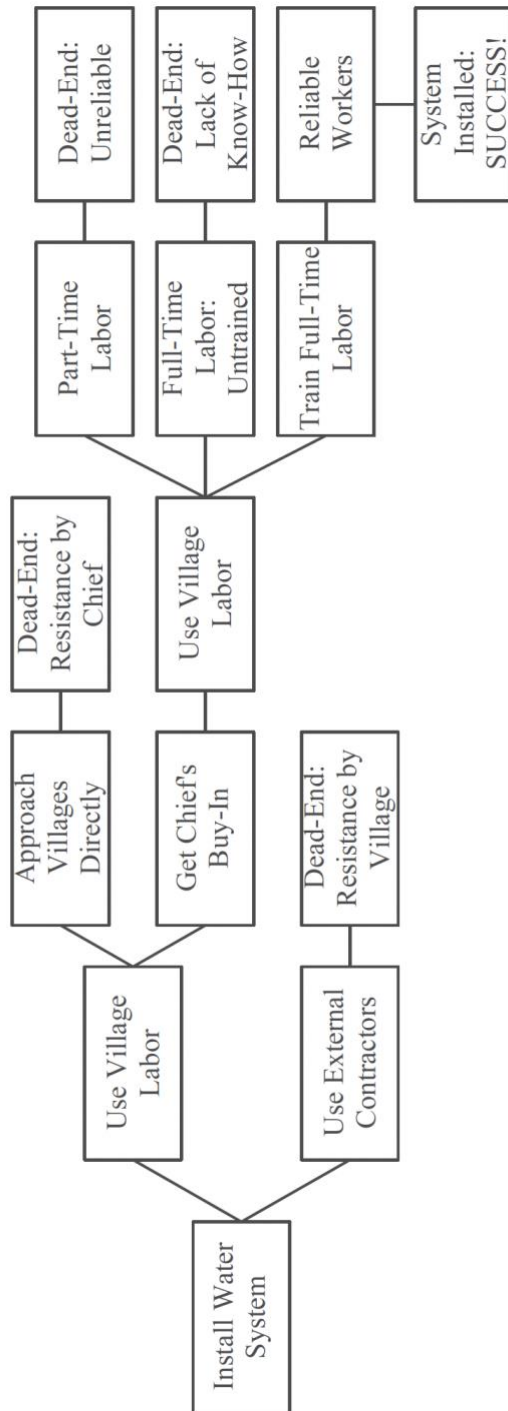 Install Water
System
Use Village
Labor
Use External
Contractors
Approach
Villages
Directly
Get Chief's
Buy-In
Dead-End:
Resistance by
Village
Dead-End:
Resistance by
Chief
Use Village
Labor
Part-Time
Labor
Full-Time
Labor:
Untrained
Train Full-Time
Labor
Dead-End:
Unreliable
Dead-End:
Lack of
Know-How
Reliable
Workers
System
Installed:
SUCCESS!